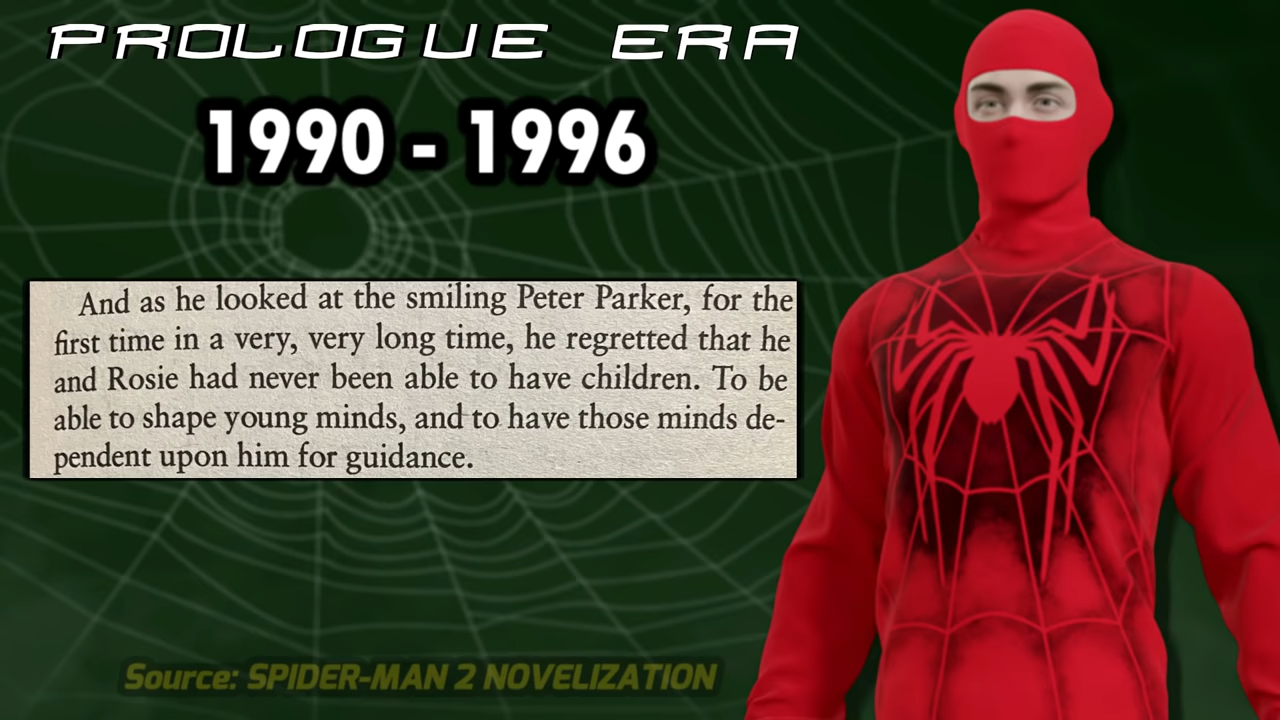 PROLOGUE ERA
1990 - 1996
And as he looked at the smiling Peter Parker, for the
first time in a very, very long time, he regretted that he
and Rosie had never been able to have children. To be
able to shape young minds, and to have those minds de-
pendent upon him for guidance.
Source: SPIDER-MAN 2 NOVELIZATION